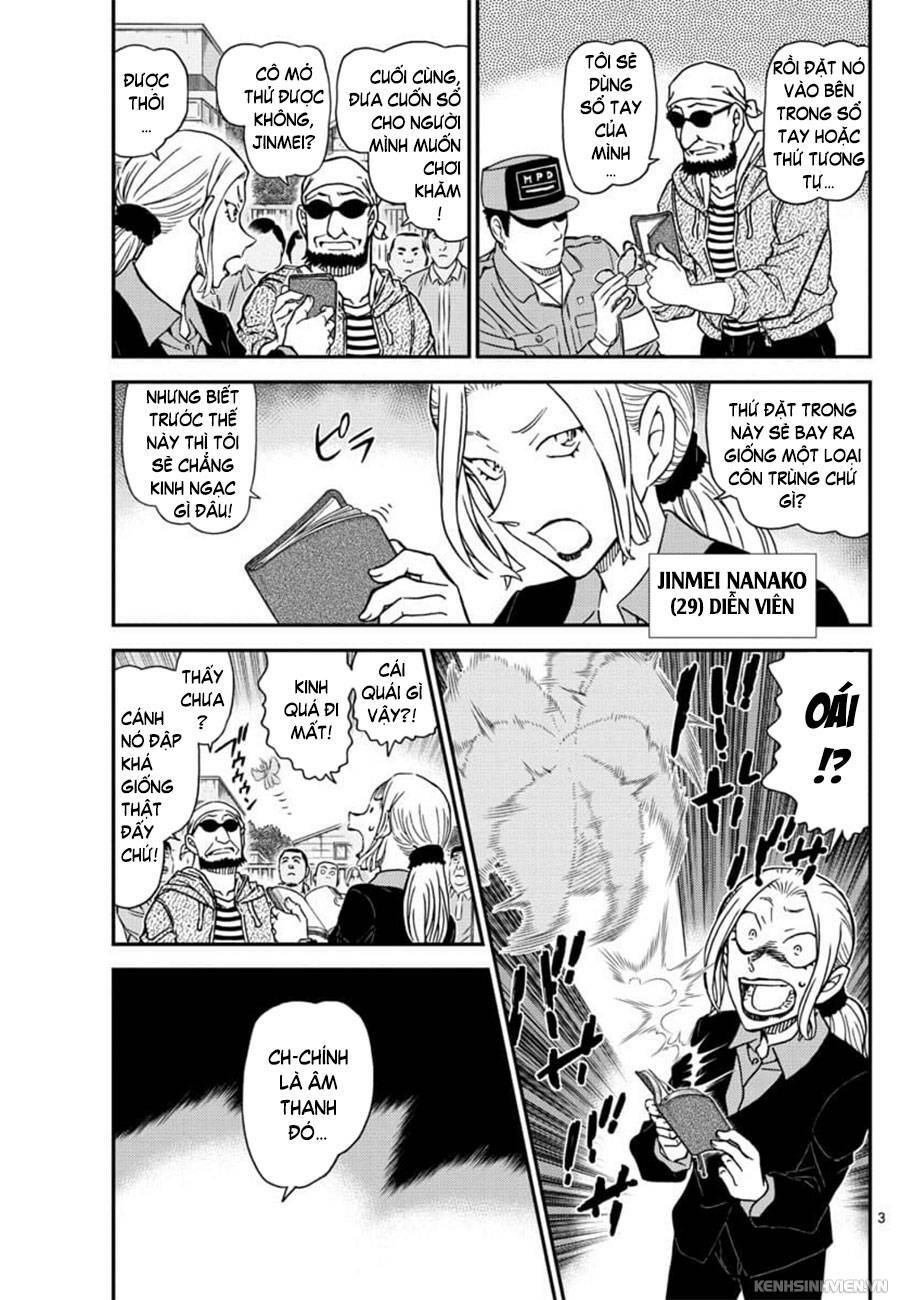 RỒI ĐẶT NÓ
VÀO BÊN
TRONG SỔ
TAY HOẶC
THỨ TƯƠNG
TỰ...
TÔI SẼ
DÙNG
SỔ TAY
CỦA
MÌNH
...
MPD
CUỐI CÙNG,
ĐƯA CUỐN SỔ
CHO NGƯỜI
MÌNH MUỐN
CHƠI
KHĂM
!
CÔ MỞ
THỬ ĐƯỢC
KHÔNG,
JINMEI?
ĐƯỢC
THÔI
...
THỨ ĐẶT TRONG
NÀY SẼ BAY RA
GIỐNG MỘT LOẠI
CÔN TRÙNG CHỨ
GÌ?
JINMEI NANAKO
(29) DIỄN VIÊN
ピラ
NHƯNG BIẾT
TRƯỚC THẾ
NÀY THÌ TÔI
SẼ CHẲNG
KINH NGẠC
GÌ ĐÂU!
OÁI
!?
CÁI
QUÁI GÌ
VẬY?!
KINH
QUÁ ĐI
MẤT!
THẤY
CHƯA
?
CÁNH
NÓ ĐẬP
KHÁ
GIỐNG
THẬT
ĐẤY
CHỨ!
CH-CHÍNH
LÀ ÂM
THANH
ĐÓ...
3
KENHSINHVIEN.VN